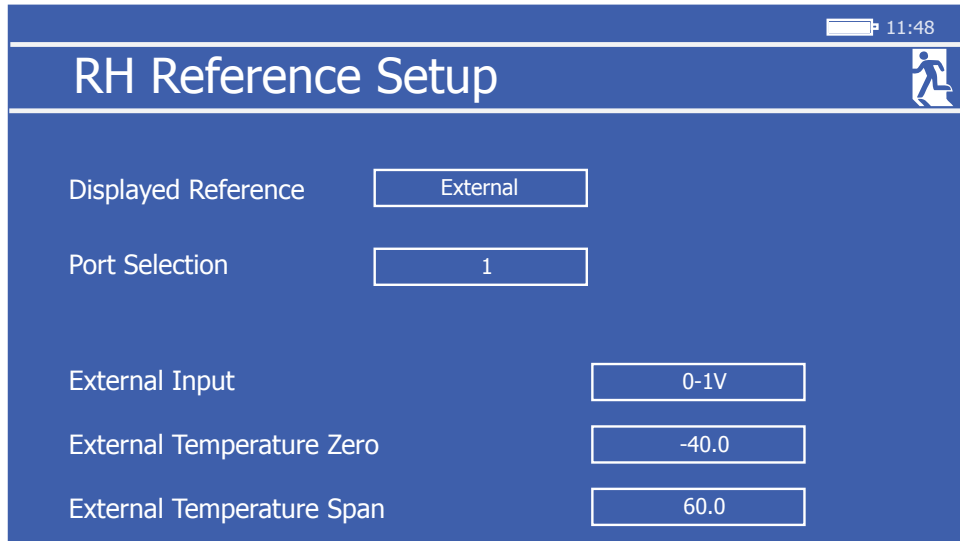 11:48
RH Reference Setup
Displayed Reference External
Port Selection 1
External Input 0-1V
External Temperature Zero -40.0
External Temperature Span 60.0